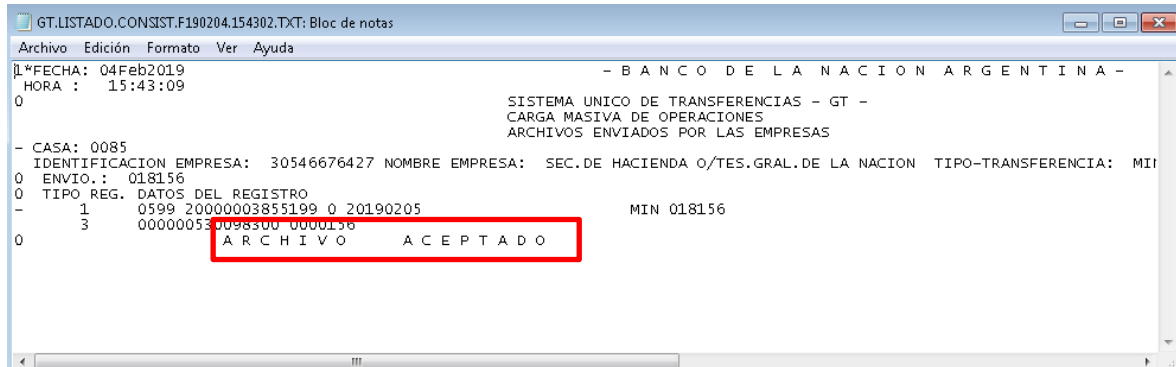 GT.LISTADO.CONSIST.F190204.154302.TXT: Bloc de notas
Archivo Edición Formato Ver Ayuda
1*FECHA: 04Feb2019 - B A N C O D E L A N A C I O N A R G E N T I N A -
HORA : 15:43:09
0 SISTEMA UNICO DE TRANSFERENCIAS - GT -
CARGA MASIVA DE OPERACIONES
ARCHIVOS ENVIADOS POR LAS EMPRESAS
- CASA: 0085
IDENTIFICACION EMPRESA: 30546676427 NOMBRE EMPRESA: SEC.DE HACIENDA O/TES.GRAL.DE LA NACION TIPO-TRANSFERENCIA: MIN
0 ENVIO.: 018156
0 TIPO REG. DATOS DEL REGISTRO
- 1 0599 20000003855199 0 20190205 MIN 018156
3 000000530098300 0000156
0 A R C H I V O A C E P T A D O